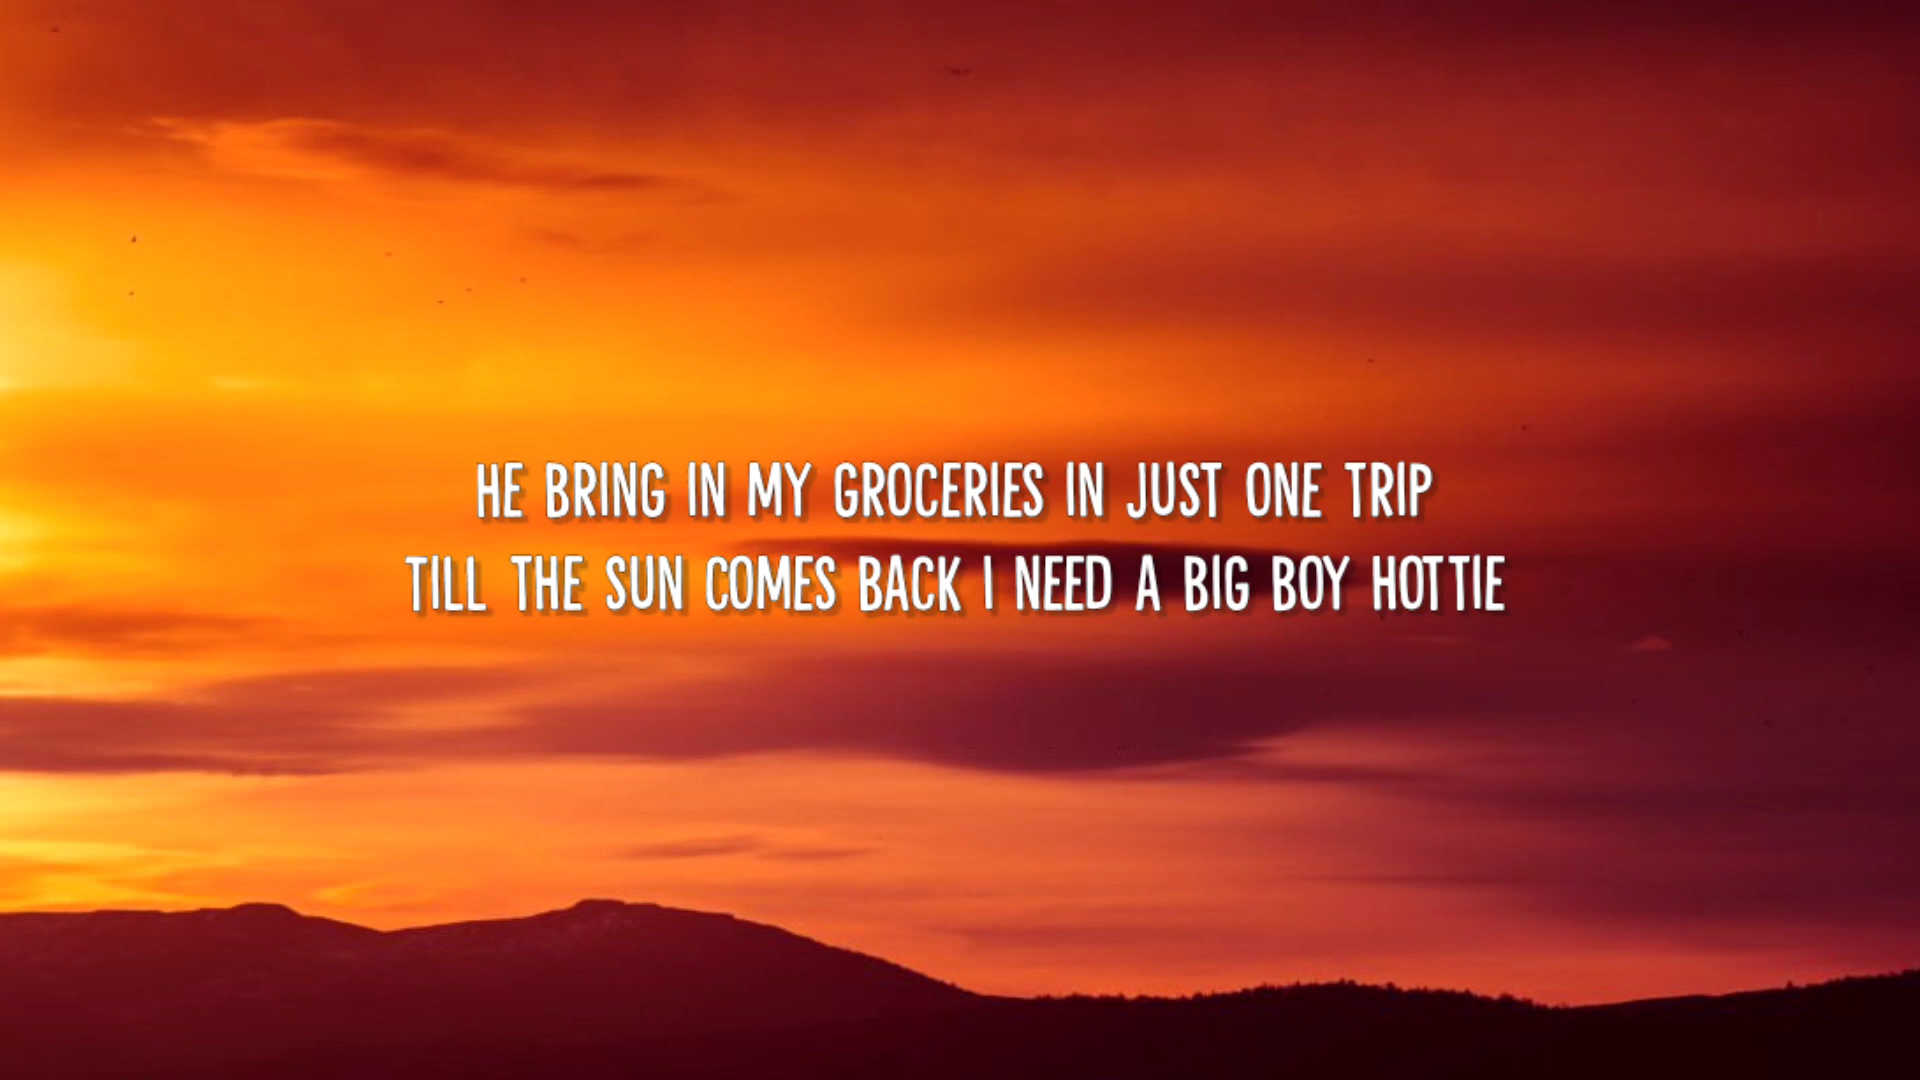 HE BRING IN MY GROCERIES IN JUST ONE TRIP
TILL THE SUN COMES BACK I NEED A BIG BOY HOTTIE